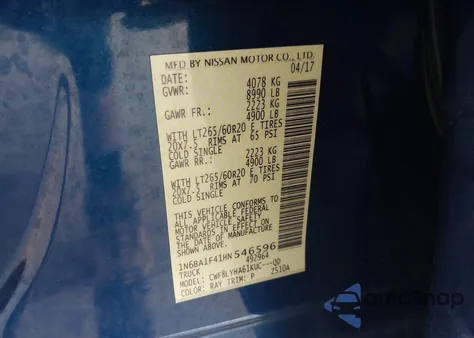 MFD BY NISSAN MOTOR CO., LTD.
DATE: 04/17
GVWR: 4078 KG
8990 LB
GAWR FR.: 2223 KG
4900 LB
WITH LT265/60R20 E TIRES
20X7.5 RIMS AT 65 PSI
COLD SINGLE
GAWR RR.: 2223 KG
4900 LB
WITH LT265/60R20 E TIRES
20X7.5 RIMS AT 70 PSI
COLD SINGLE
THIS VEHICLE CONFORMS TO
ALL APPLICABLE FEDERAL
MOTOR VEHICLE SAFETY
STANDARDS IN EFFECT ON
THE DATE OF MANUFACTURE
SHOWN ABOVE
1N6BA1F41HN546596
TRUCK 492964
MODEL: CWF8LYHA61KUC---QD
COLOR: RAY TRIM: P Z510A
autosnap